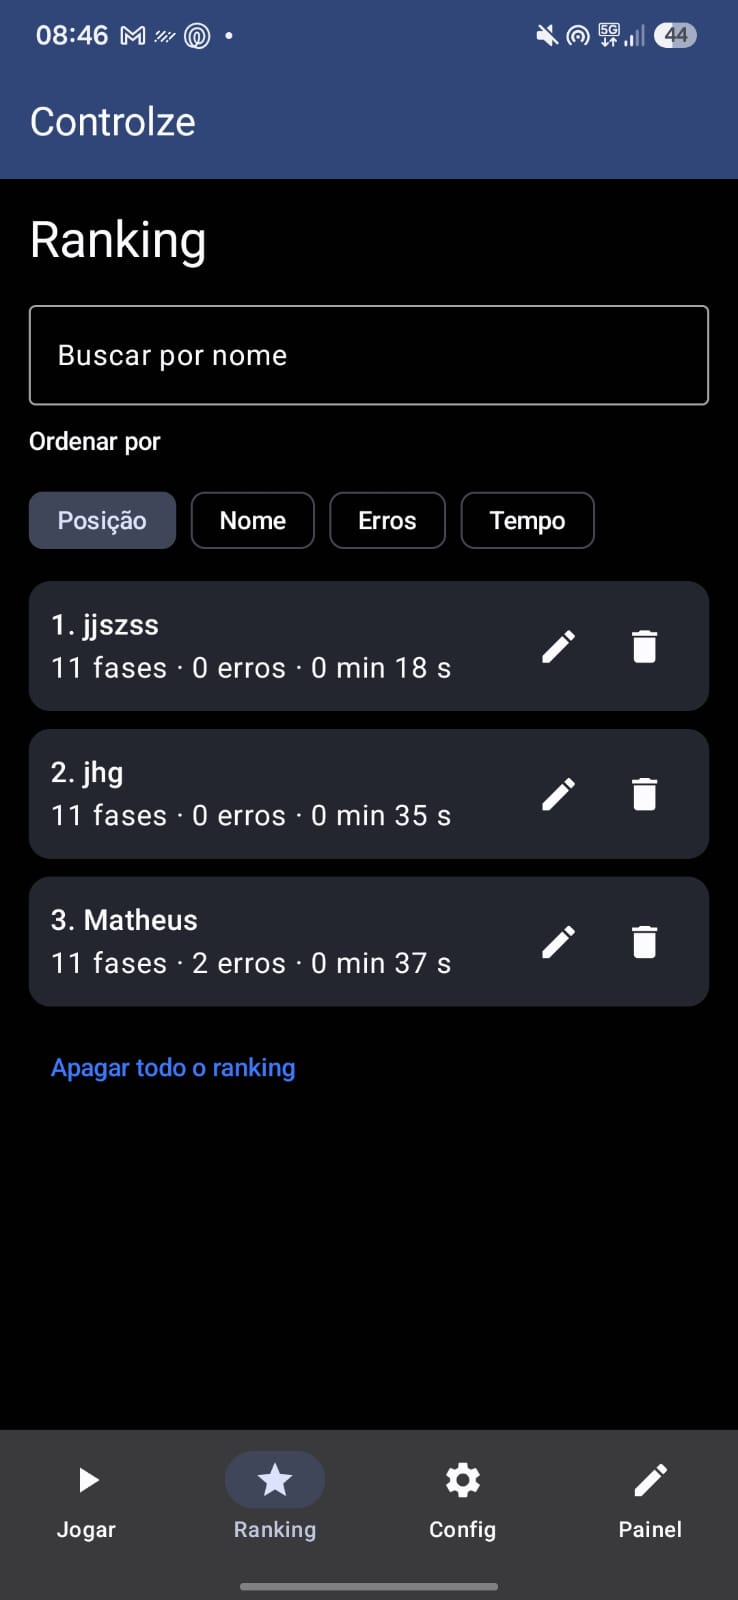 08:46
5G
44
Controlze
Ranking
Buscar por nome
Ordenar por
Posição Nome Erros Tempo
1. jjszss
11 fases · 0 erros · 0 min 18 s
2. jhg
11 fases · 0 erros · 0 min 35 s
3. Matheus
11 fases · 2 erros · 0 min 37 s
Apagar todo o ranking
Jogar Ranking Config Painel